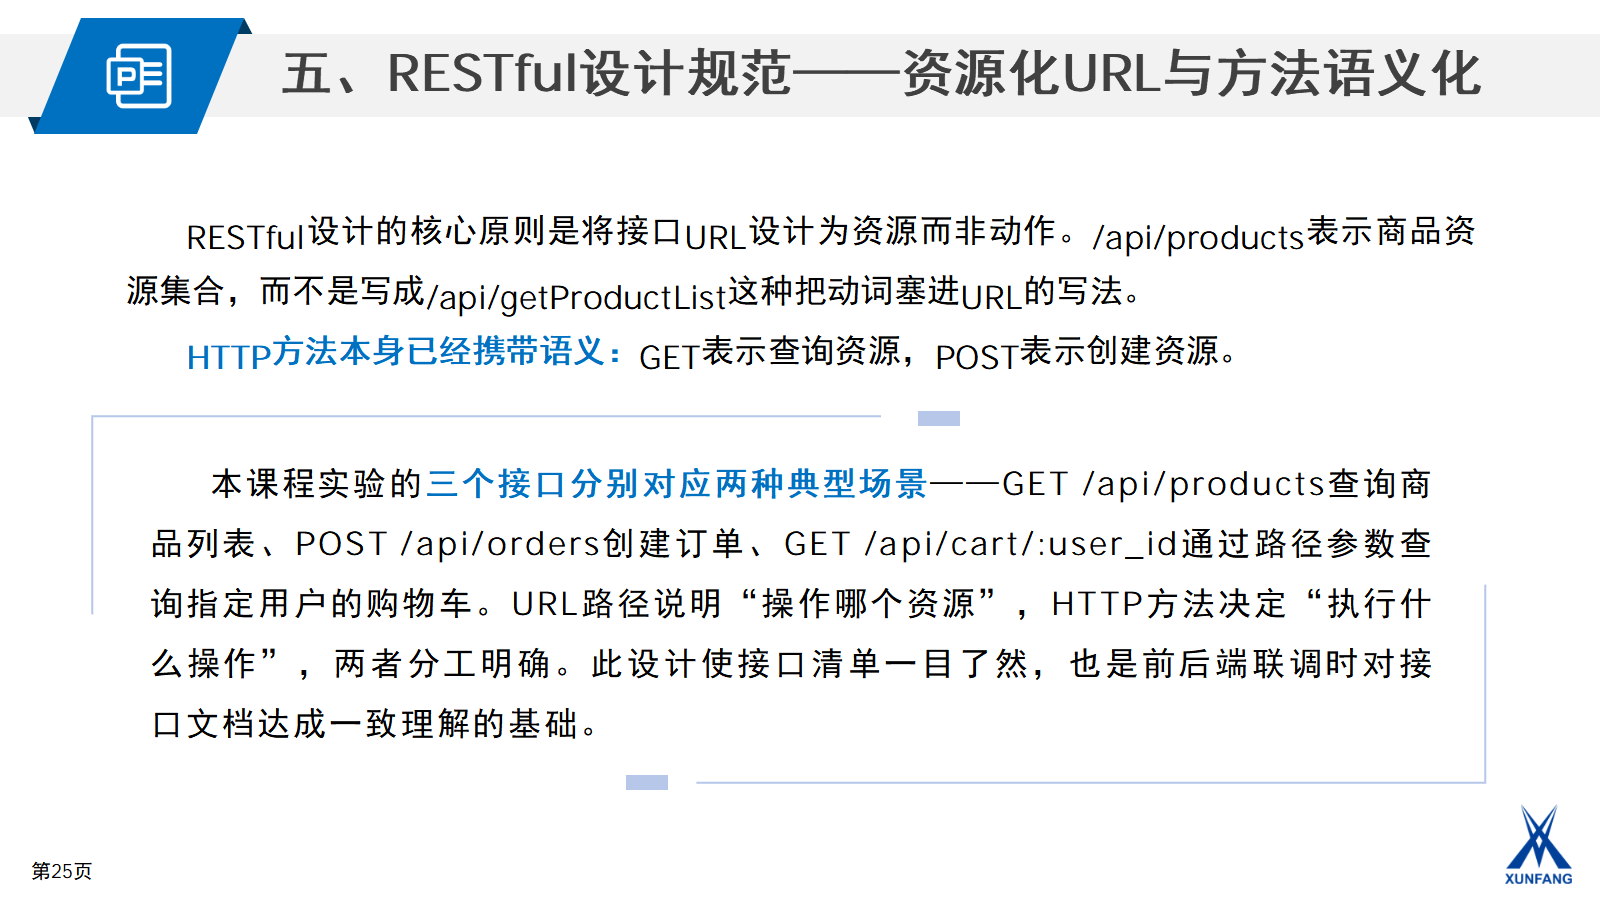 五、RESTful设计规范——资源化URL与方法语义化
RESTful设计的核心原则是将接口URL设计为资源而非动作。/api/products表示商品资
源集合，而不是写成/api/getProductList这种把动词塞进URL的写法。
HTTP方法本身已经携带语义：GET表示查询资源，POST表示创建资源。
本课程实验的三个接口分别对应两种典型场景——GET /api/products查询商
品列表、POST /api/orders创建订单、GET /api/cart/:user_id通过路径参数查
询指定用户的购物车。URL路径说明“操作哪个资源”，HTTP方法决定“执行什
么操作”，两者分工明确。此设计使接口清单一目了然，也是前后端联调时对接
口文档达成一致理解的基础。
第25页
XUNFANG